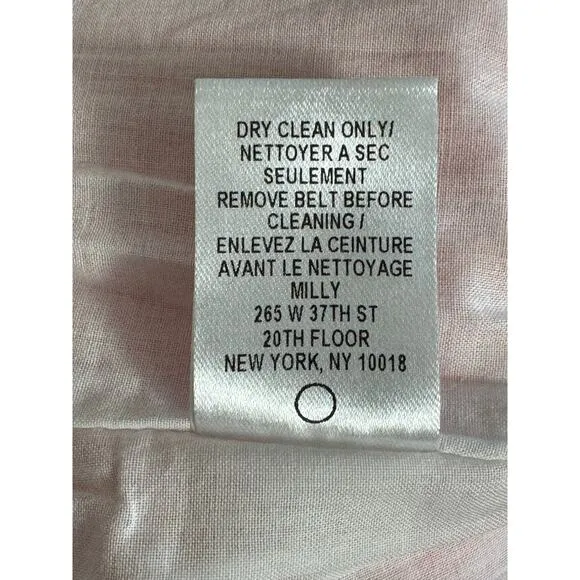 DRY CLEAN ONLY/
NETTOYER A SEC
SEULEMENT
REMOVE BELT BEFORE
CLEANING /
ENLEVEZ LA CEINTURE
AVANT LE NETTOYAGE
MILLY
265 W 37TH ST
20TH FLOOR
NEW YORK, NY 10018